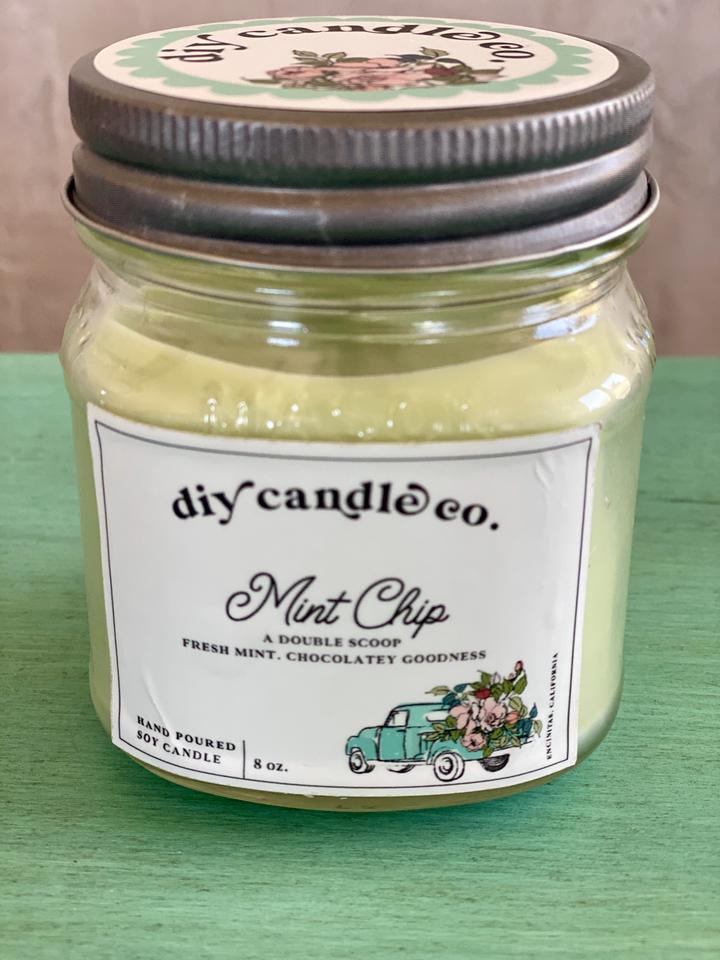 diy candle co.
diy candle co.
Mint Chip
A DOUBLE SCOOP
FRESH MINT. CHOCOLATEY GOODNESS
HAND POURED
SOY CANDLE
8 oz.
ENCINITAS, CALIFORNIA